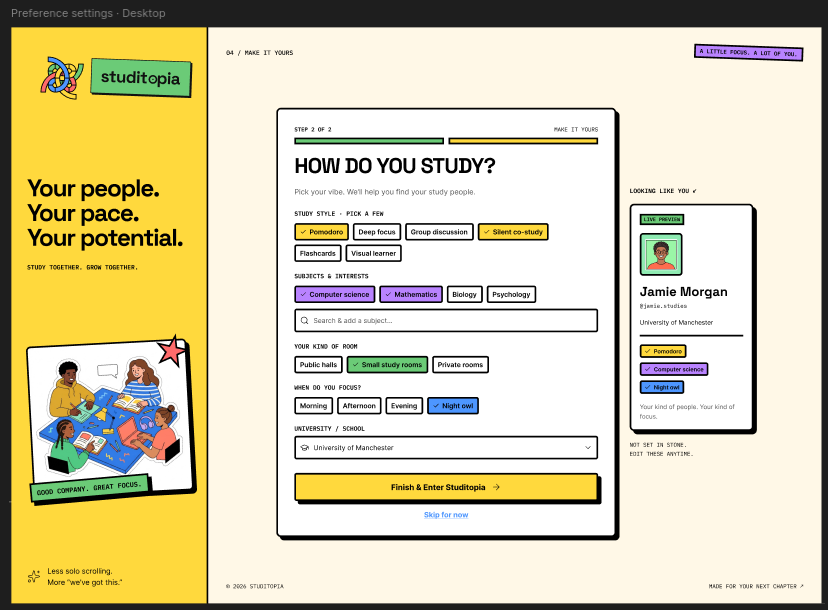 Preference settings · Desktop
studitopia
Your people.
Your pace.
Your potential.
STUDY TOGETHER. GROW TOGETHER.
GOOD COMPANY. GREAT FOCUS.
Less solo scrolling.
More "we've got this."
04 / MAKE IT YOURS
A LITTLE FOCUS. A LOT OF YOU.
STEP 2 OF 2
MAKE IT YOURS
HOW DO YOU STUDY?
Pick your vibe. We'll help you find your study people.
STUDY STYLE · PICK A FEW
✓ Pomodoro
Deep focus
Group discussion
✓ Silent co-study
Flashcards
Visual learner
SUBJECTS & INTERESTS
✓ Computer science
✓ Mathematics
Biology
Psychology
Search & add a subject...
YOUR KIND OF ROOM
Public halls
✓ Small study rooms
Private rooms
WHEN DO YOU FOCUS?
Morning
Afternoon
Evening
✓ Night owl
UNIVERSITY / SCHOOL
University of Manchester
Finish & Enter Studitopia →
Skip for now
LOOKING LIKE YOU ↙
LIVE PREVIEW
Jamie Morgan
@jamie.studies
University of Manchester
✓ Pomodoro
✓ Computer science
✓ Night owl
Your kind of people. Your kind of
focus.
NOT SET IN STONE.
EDIT THESE ANYTIME.
© 2026 STUDITOPIA
MADE FOR YOUR NEXT CHAPTER ↗